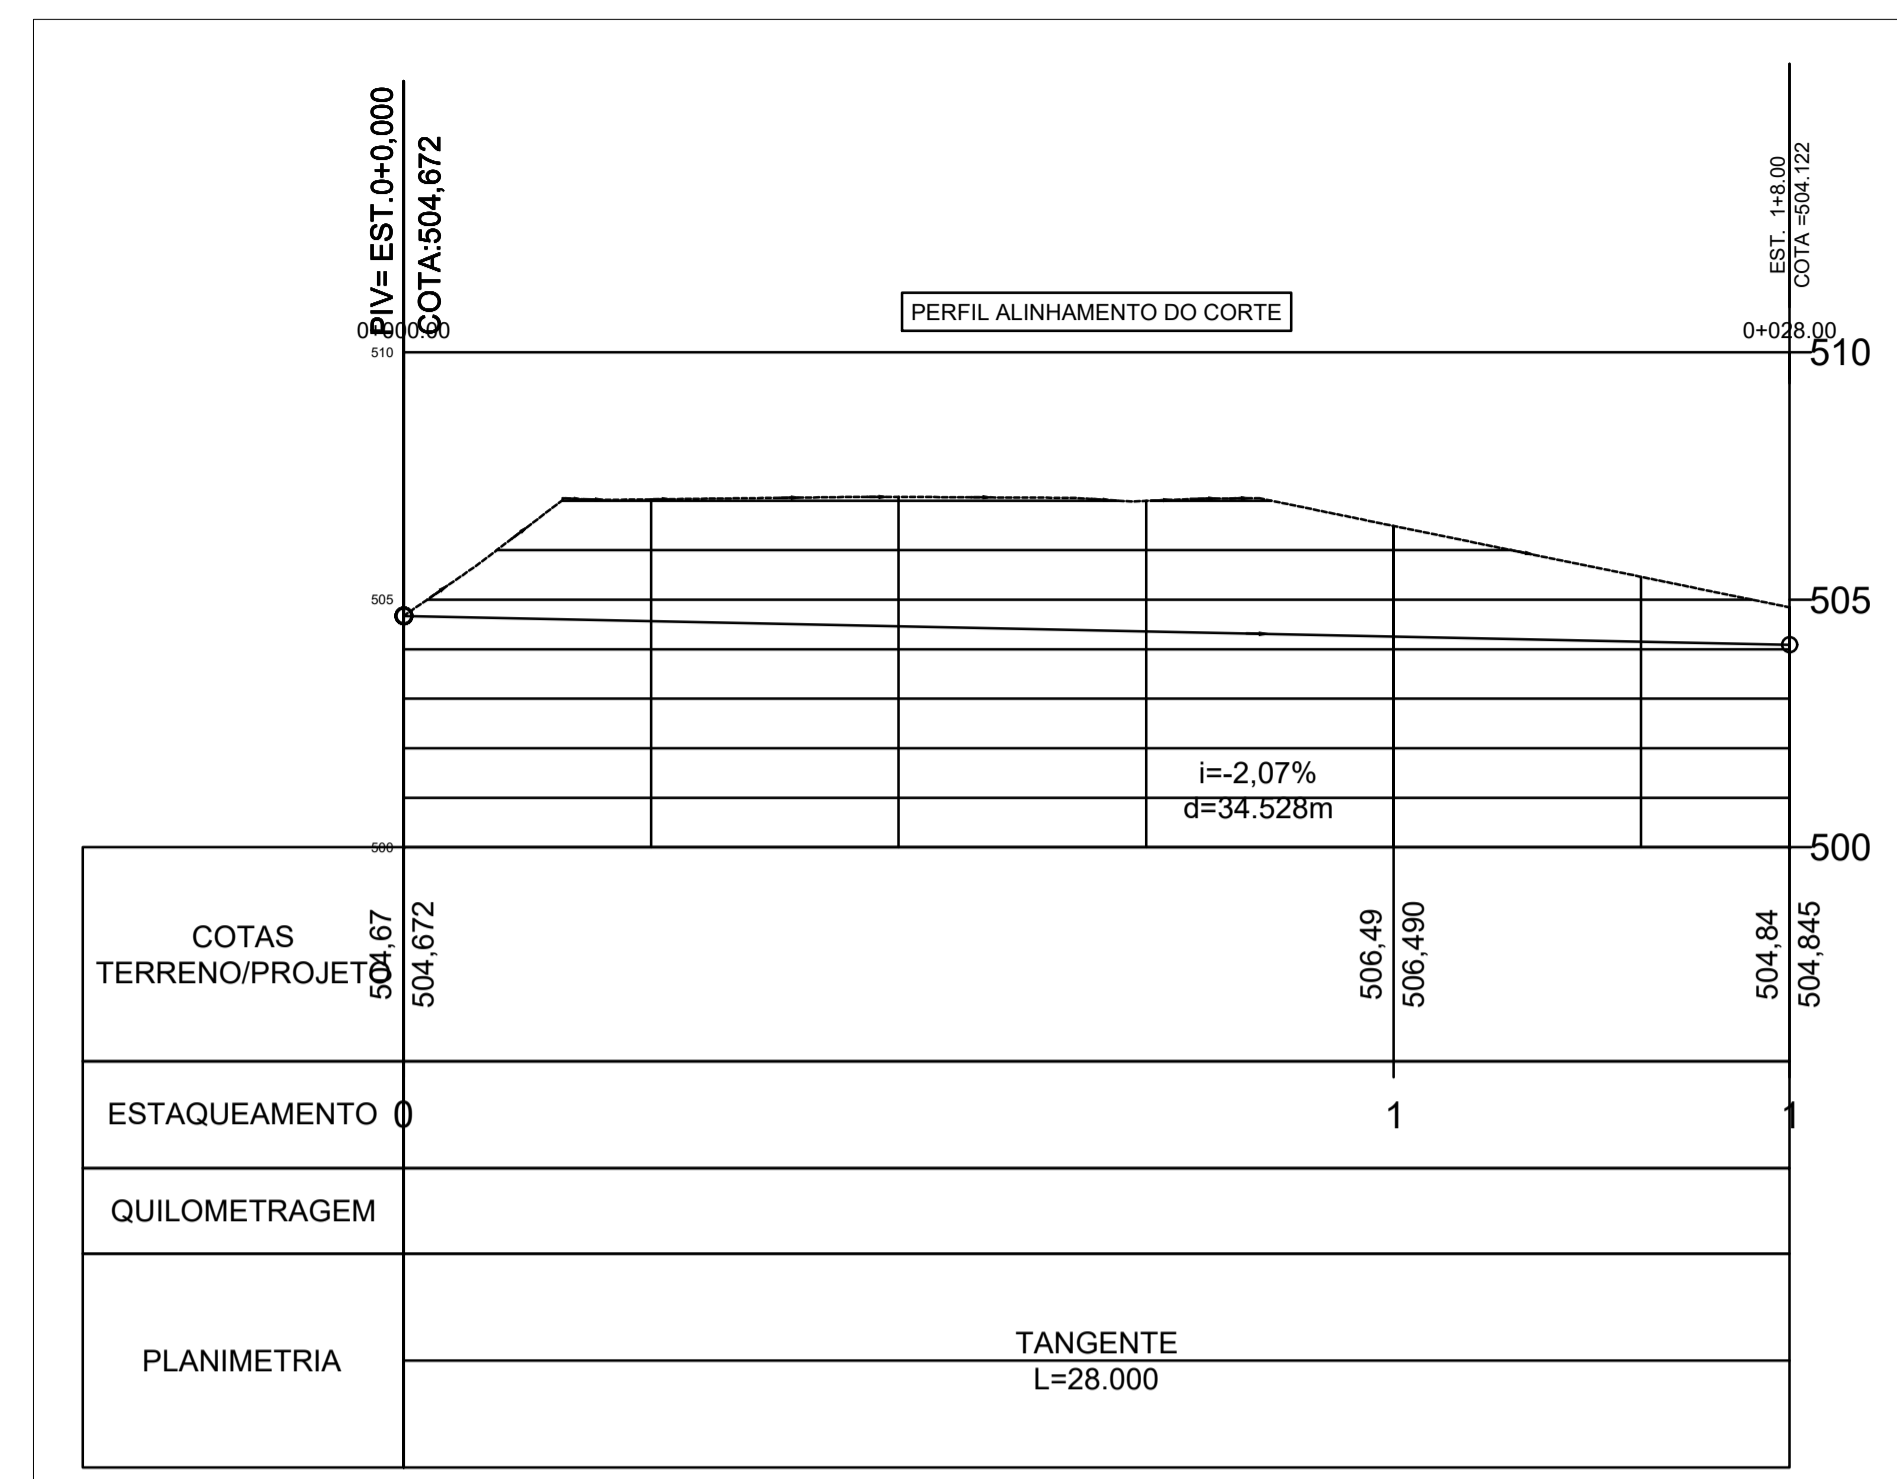 PIV= EST.0+0,000
COTA:504,672
EST. 1+8.00
COTA =504.122
PERFIL ALINHAMENTO DO CORTE
0+000.00
0+028.00
510
510
505
505
i=-2,07%
d=34.528m
500
500
COTAS
TERRENO/PROJETO
504,67
504,672
506,49
506,490
504,84
504,845
ESTAQUEAMENTO 0 1 1
QUILOMETRAGEM
PLANIMETRIA
TANGENTE
L=28.000